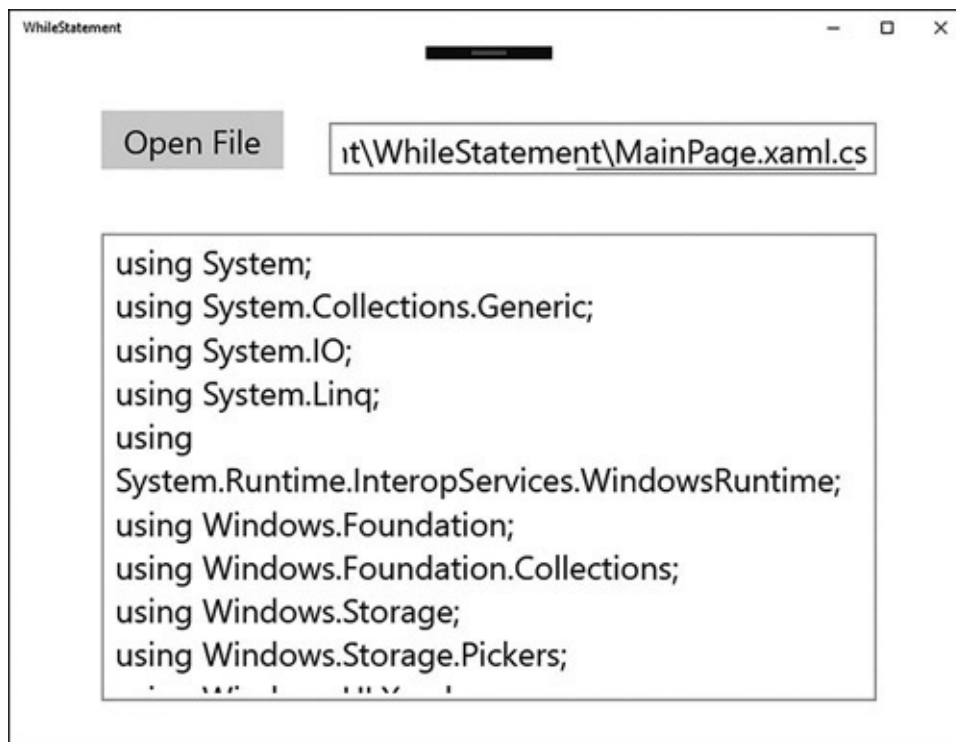 WhileStatement
Open File
t\WhileStatement\MainPage.xaml.cs
using System;
using System.Collections.Generic;
using System.IO;
using System.Linq;
using
System.Runtime.InteropServices.WindowsRuntime;
using Windows.Foundation;
using Windows.Foundation.Collections;
using Windows.Storage;
using Windows.Storage.Pickers;